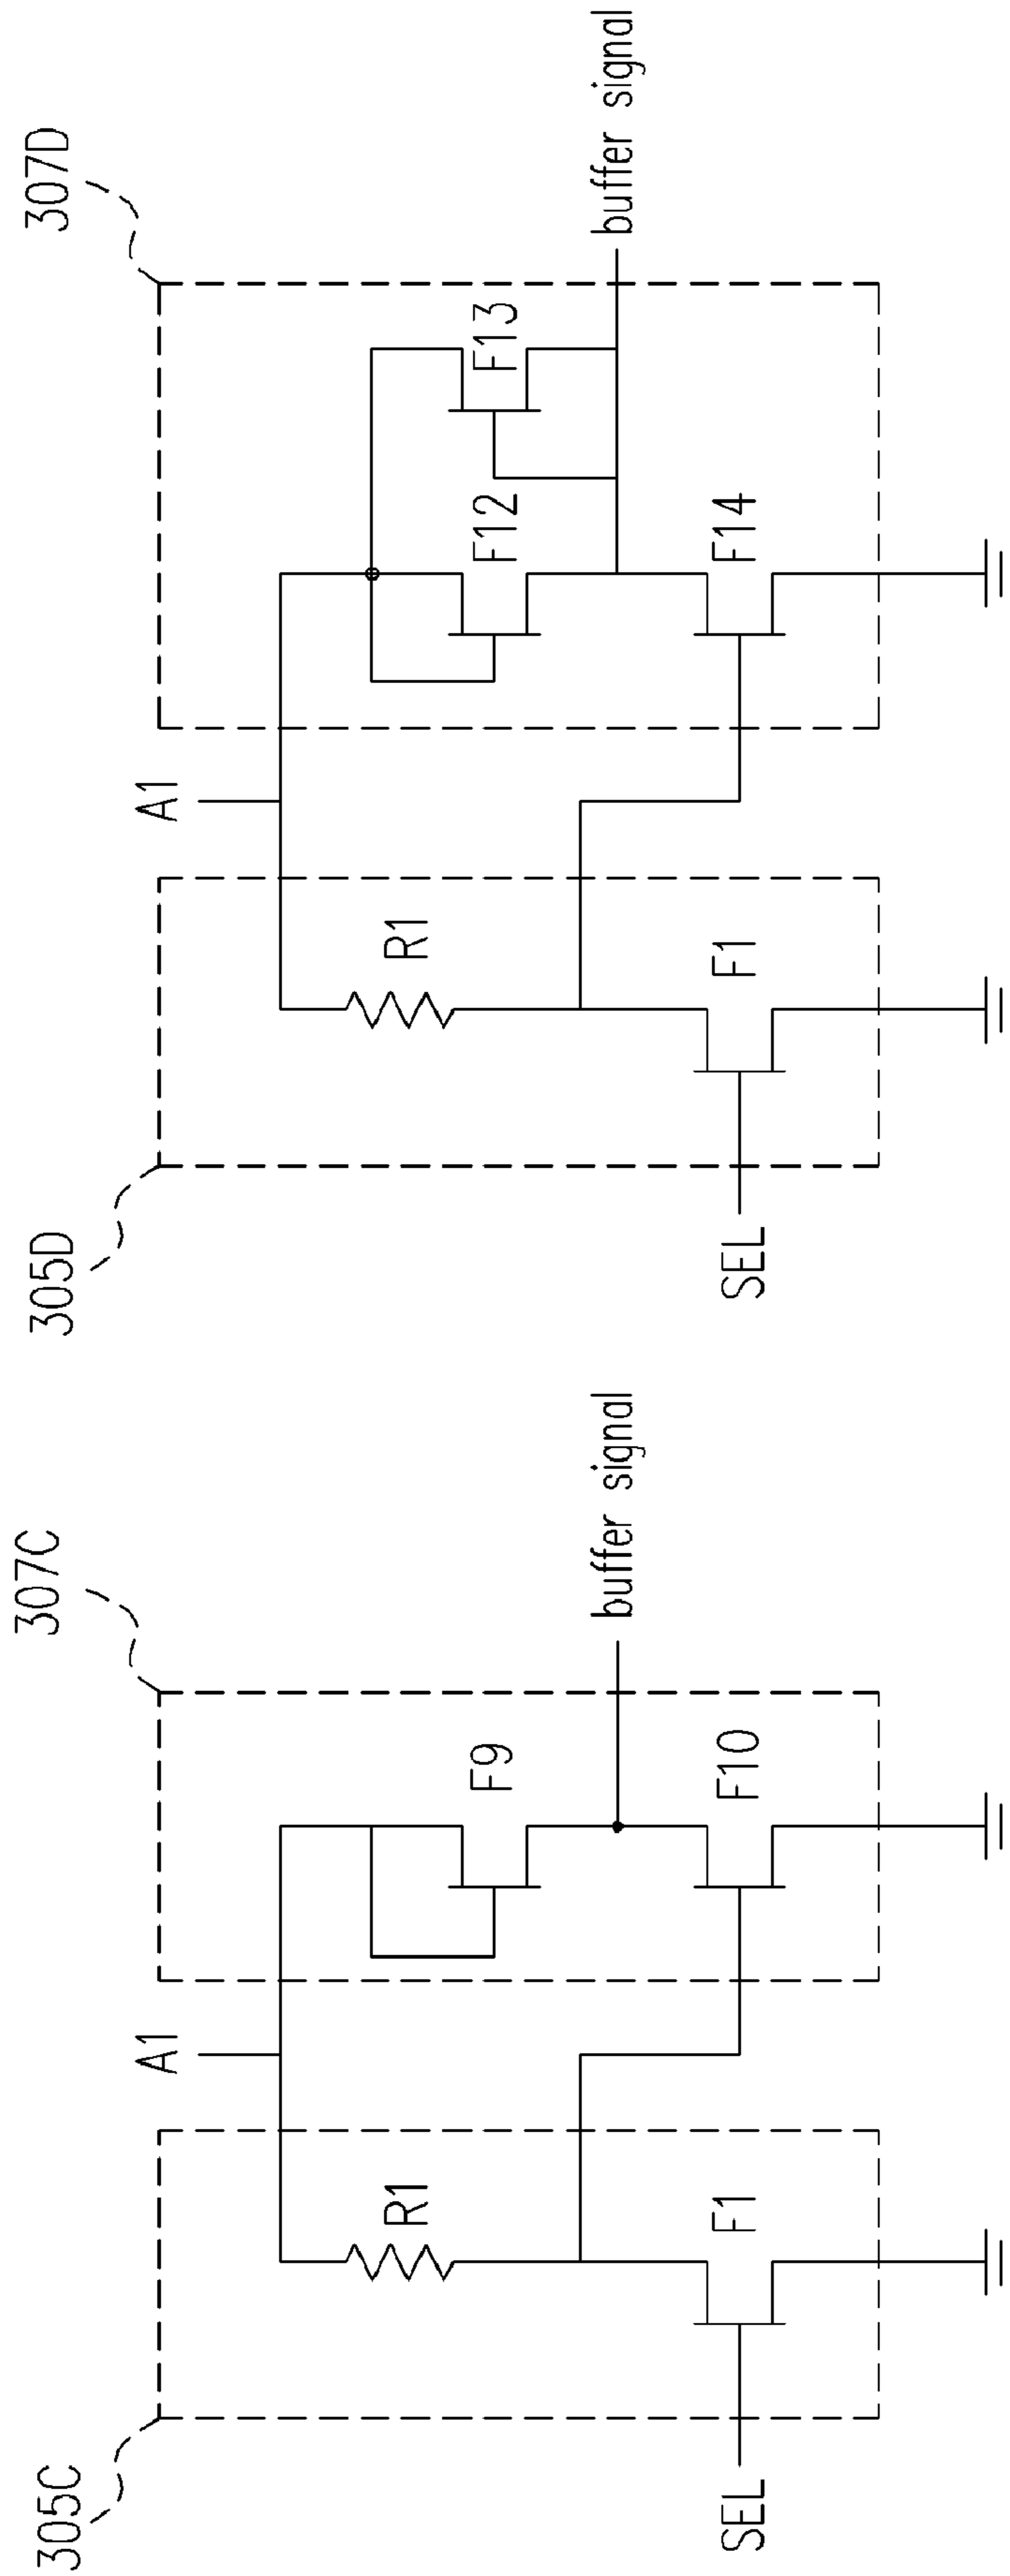 305C
307C
A1
R1
F9
buffer signal
SEL
F1
F10
305D
307D
A1
R1
F12
F13
buffer signal
SEL
F1
F14